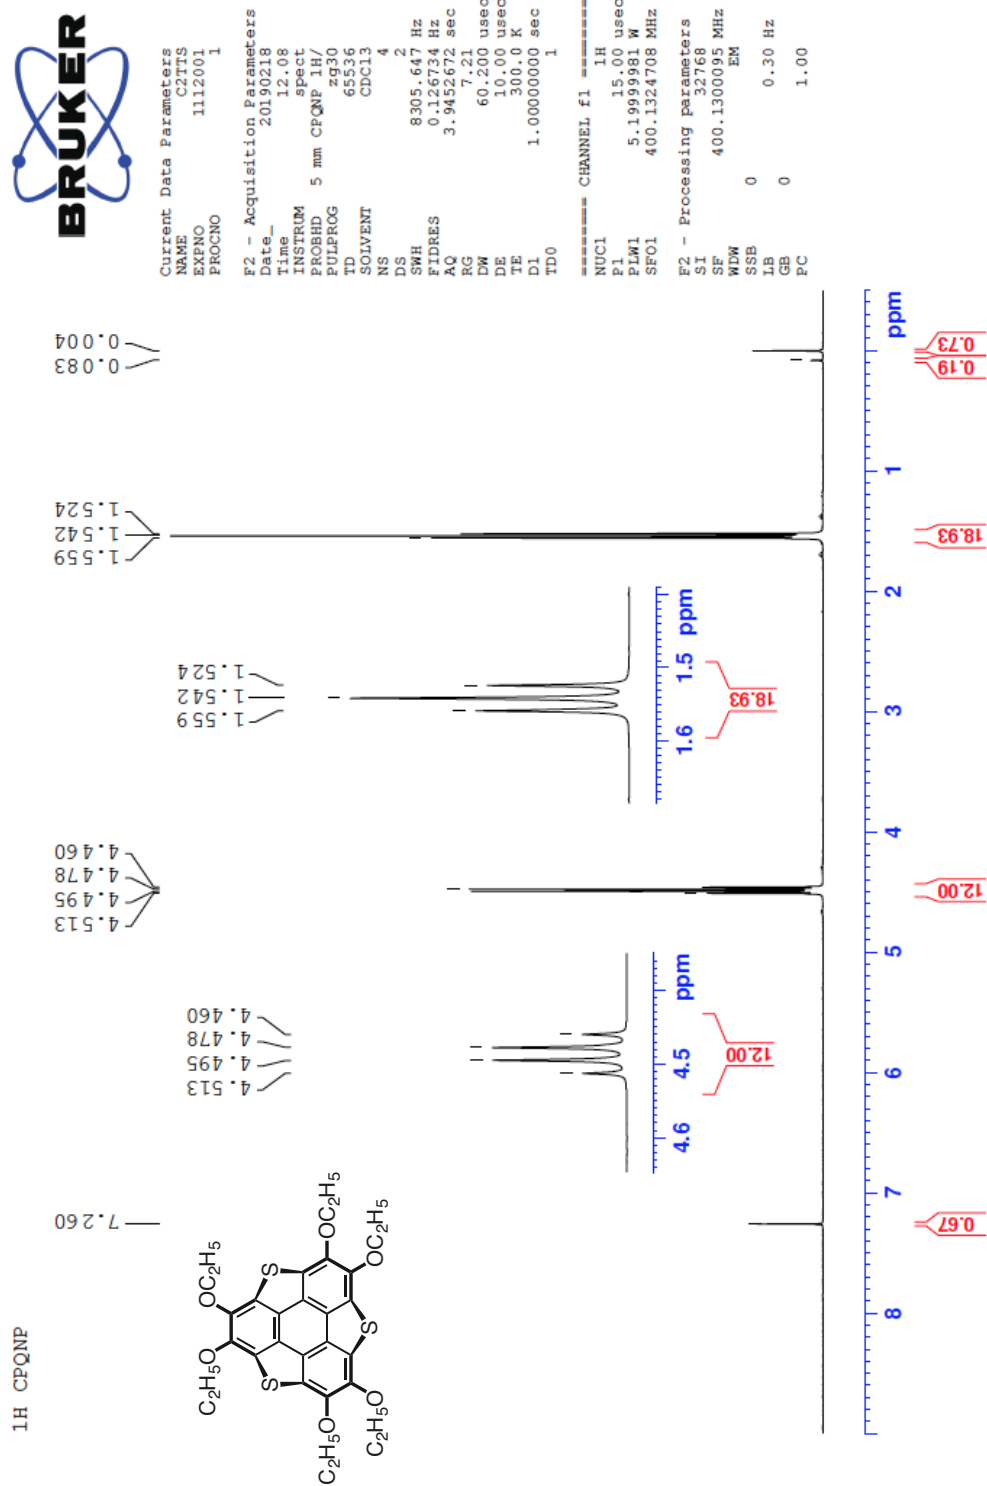 1H CPQNP
7.260
4.513
4.495
4.478
4.460
1.559
1.542
1.524
0.083
0.004
BRUKER
Current Data Parameters
NAME C2TTS
EXPNO 1112001
PROCNO 1
F2 - Acquisition Parameters
Date_ 20190218
Time 12.08
INSTRUM spect
PROBHD 5 mm CPQNP 1H/
PULPROG zg30
TD 65536
SOLVENT CDCl3
NS 4
DS 2
SWH 8305.647 Hz
FIDRES 0.126734 Hz
AQ 3.9452672 sec
RG 7.21
DW 60.200 usec
DE 10.00 usec
TE 300.0 K
D1 1.00000000 sec
TD0 1
======== CHANNEL f1 ========
NUC1 1H
P1 15.00 usec
PLW1 5.19999981 W
SFO1 400.1324708 MHz
F2 - Processing parameters
SI 32768
SF 400.1300095 MHz
WDW EM
SSB 0
LB 0.30 Hz
GB 0
PC 1.00
C2H5O
OC2H5
S
S
C2H5O
OC2H5
C2H5O
S
OC2H5
4.513
4.495
4.478
4.460
4.6 4.5 ppm
12.00
1.559
1.542
1.524
1.6 1.5 ppm
18.93
8 7 6 5 4 3 2 1 ppm
0.67
12.00
18.93
0.19
0.73